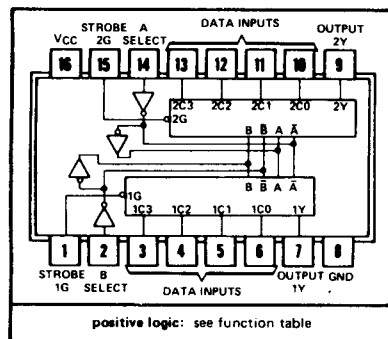 STROBE A DATA INPUTS OUTPUT
VCC 2G SELECT 2Y
16 15 14 13 12 11 10 9
2C3 2C2 2C1 2C0 2Y
2G
B B̅ A A̅
B B̅ A A̅
1G
1C3 1C2 1C1 1C0 1Y
1 2 3 4 5 6 7 8
STROBE B DATA INPUTS OUTPUT GND
1G SELECT 1Y
positive logic: see function table